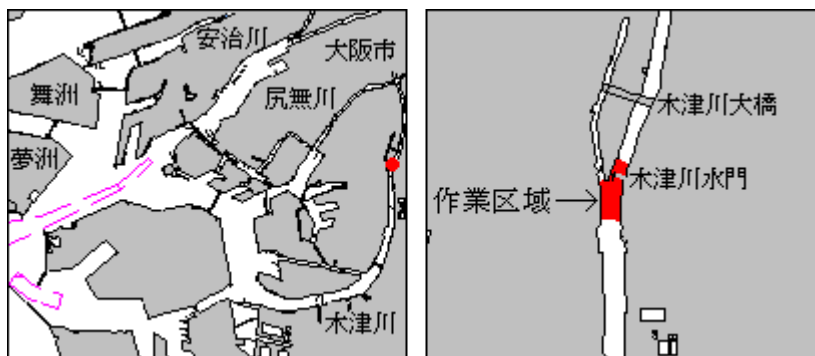 安治川
大阪市
舞洲
尻無川
夢洲
木津川
木津川大橋
木津川水門
作業区域